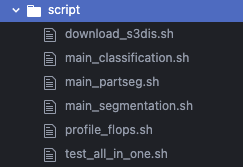 script
download_s3dis.sh
main_classification.sh
main_partseg.sh
main_segmentation.sh
profile_flops.sh
test_all_in_one.sh